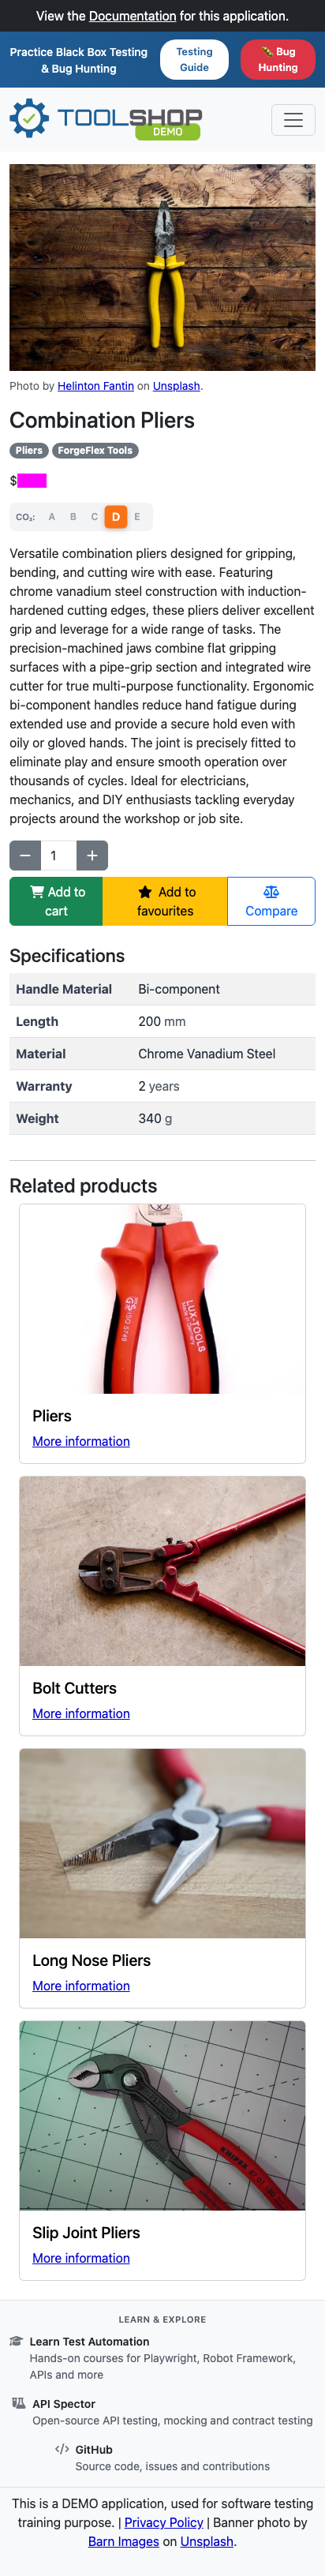 View the Documentation for this application.
Practice Black Box Testing
& Bug Hunting
Testing
Guide
🐛 Bug
Hunting
TOOLSHOP
DEMO
Photo by Helinton Fantin on Unsplash.
Combination Pliers
Pliers ForgeFlex Tools
$
CO₂: A B C D E
Versatile combination pliers designed for gripping,
bending, and cutting wire with ease. Featuring
chrome vanadium steel construction with induction-
hardened cutting edges, these pliers deliver excellent
grip and leverage for a wide range of tasks. The
precision-machined jaws combine flat gripping
surfaces with a pipe-grip section and integrated wire
cutter for true multi-purpose functionality. Ergonomic
bi-component handles reduce hand fatigue during
extended use and provide a secure hold even with
oily or gloved hands. The joint is precisely fitted to
eliminate play and ensure smooth operation over
thousands of cycles. Ideal for electricians,
mechanics, and DIY enthusiasts tackling everyday
projects around the workshop or job site.
1
Add to
cart
Add to
favourites
Compare
Specifications
Handle Material Bi-component
Length 200 mm
Material Chrome Vanadium Steel
Warranty 2 years
Weight 340 g
Related products
LUX-TOOLS
Pliers
More information
Bolt Cutters
More information
Long Nose Pliers
More information
KNIPEX
Slip Joint Pliers
More information
LEARN & EXPLORE
Learn Test Automation
Hands-on courses for Playwright, Robot Framework,
APIs and more
API Spector
Open-source API testing, mocking and contract testing
GitHub
Source code, issues and contributions
This is a DEMO application, used for software testing
training purpose. | Privacy Policy | Banner photo by
Barn Images on Unsplash.